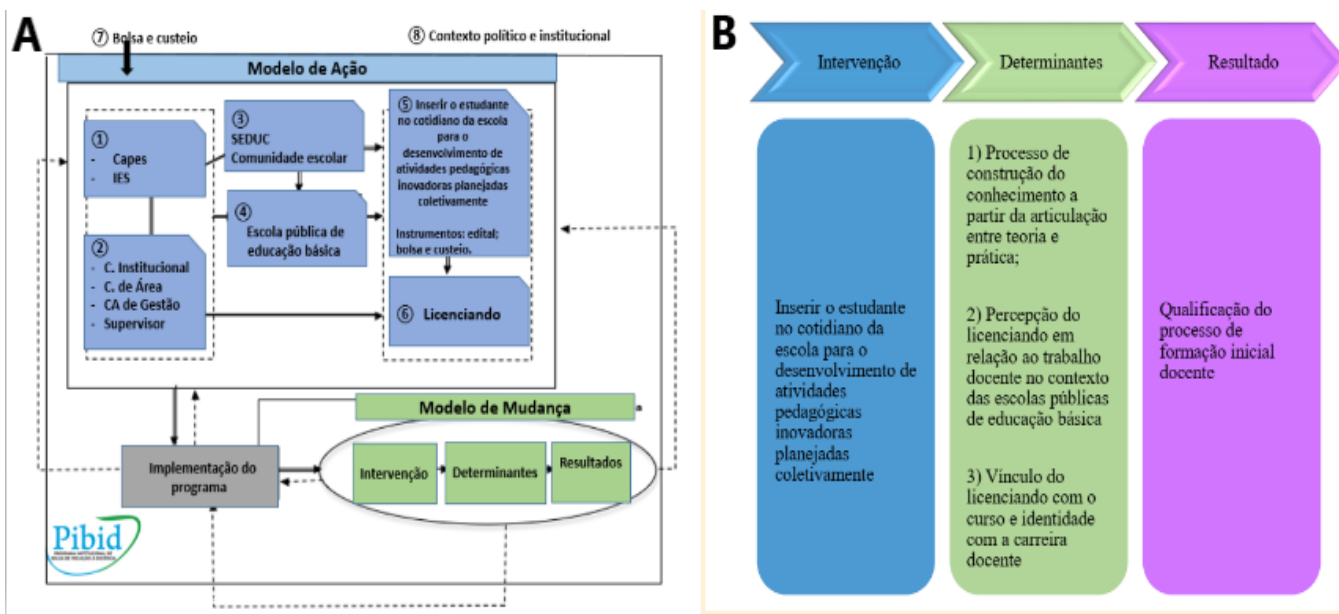 A
⑦ Bolsa e custeio
⑧ Contexto político e institucional
Modelo de Ação
①
- Capes
- IES
②
- C. Institucional
- C. de Área
- CA de Gestão
- Supervisor
③
SEDUC
Comunidade escolar
④
Escola pública de
educação básica
⑤ Inserir o estudante
no cotidiano da escola
para o
desenvolvimento de
atividades pedagógicas
inovadoras planejadas
coletivamente
Instrumentos: edital;
bolsa e custeio.
⑥ Licenciando
Modelo de Mudança
Implementação do
programa
Intervenção
Determinantes
Resultados
Pibid
B
Intervenção
Determinantes
Resultado
Inserir o estudante
no cotidiano da
escola para o
desenvolvimento de
atividades
pedagógicas
inovadoras
planejadas
coletivamente
1) Processo de
construção do
conhecimento a
partir da articulação
entre teoria e
prática;
2) Percepção do
licenciando em
relação ao trabalho
docente no contexto
das escolas públicas
de educação básica
3) Vínculo do
licenciando com o
curso e identidade
com a carreira
docente
Qualificação do
processo de
formação inicial
docente